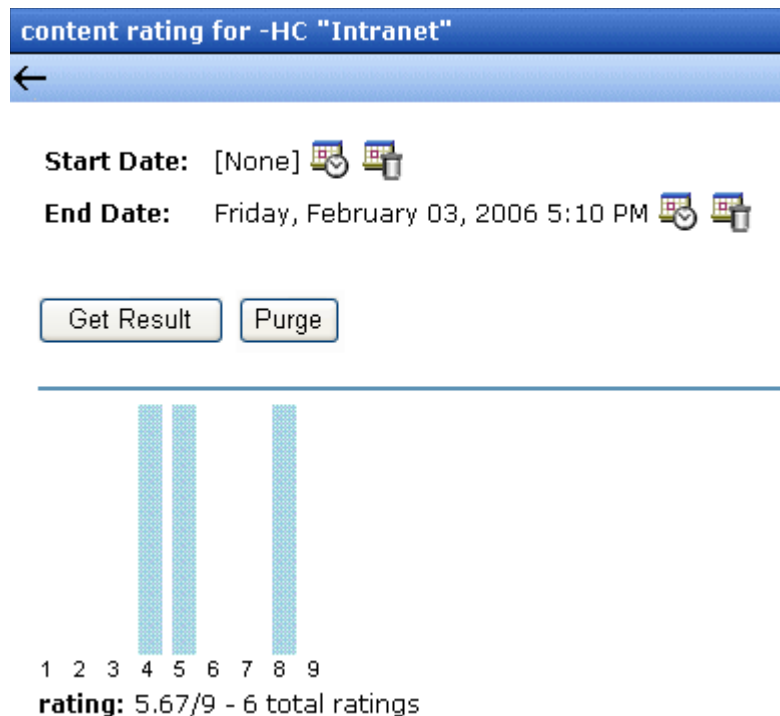 content rating for -HC "Intranet"
Start Date: [None]
End Date: Friday, February 03, 2006 5:10 PM
Get Result Purge
1 2 3 4 5 6 7 8 9
rating: 5.67/9 - 6 total ratings